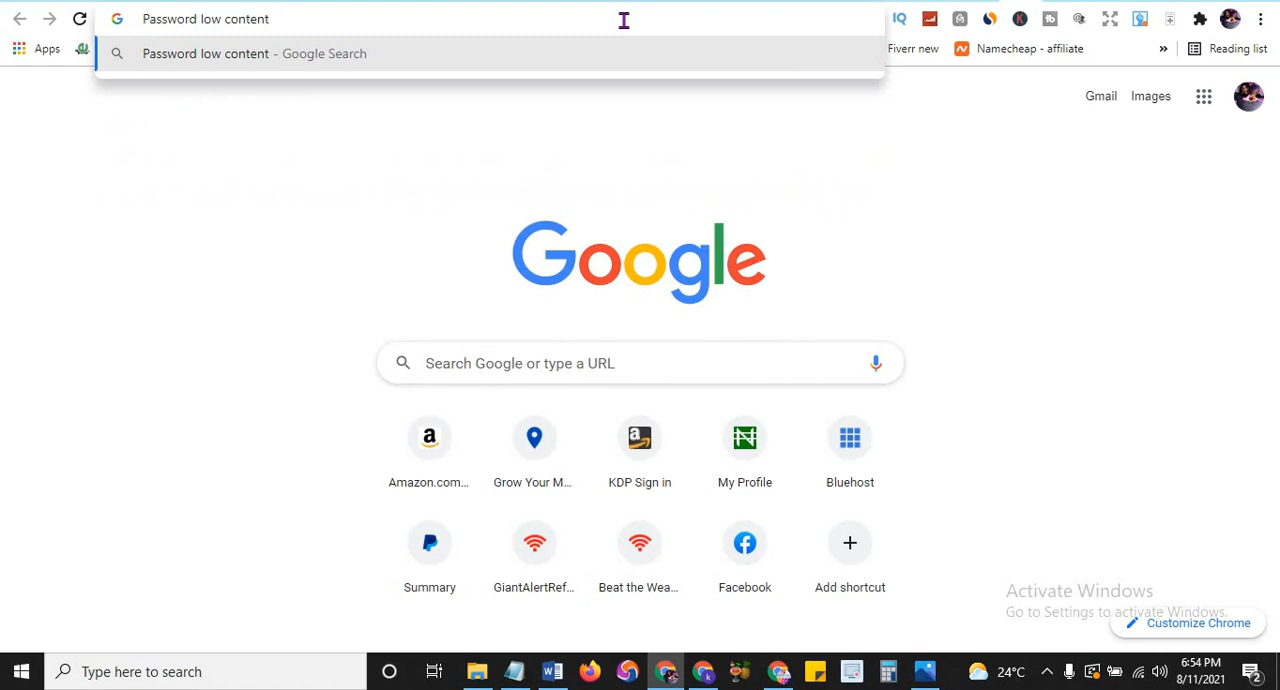 Password low content
IQ
Password low content - Google Search
Apps
Fiverr new
Namecheap - affiliate
»
Reading list
Gmail
Images
Google
Search Google or type a URL
Amazon.com...
Grow Your M...
KDP Sign in
My Profile
Bluehost
Summary
GiantAlertRef...
Beat the Wea...
Facebook
Add shortcut
Activate Windows
Go to Settings to activate Windows.
Customize Chrome
Type here to search
24°C
6:54 PM
8/11/2021
2